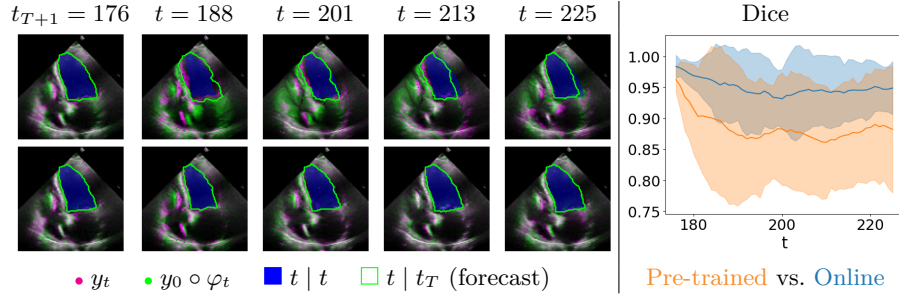 t_{T+1} = 176 t = 188 t = 201 t = 213 t = 225 Dice
1.00
0.95
0.90
0.85
0.80
0.75
180 200 220
t
• y_t • y_0 ∘ φ_t t | t t | t_T (forecast)
Pre-trained vs. Online